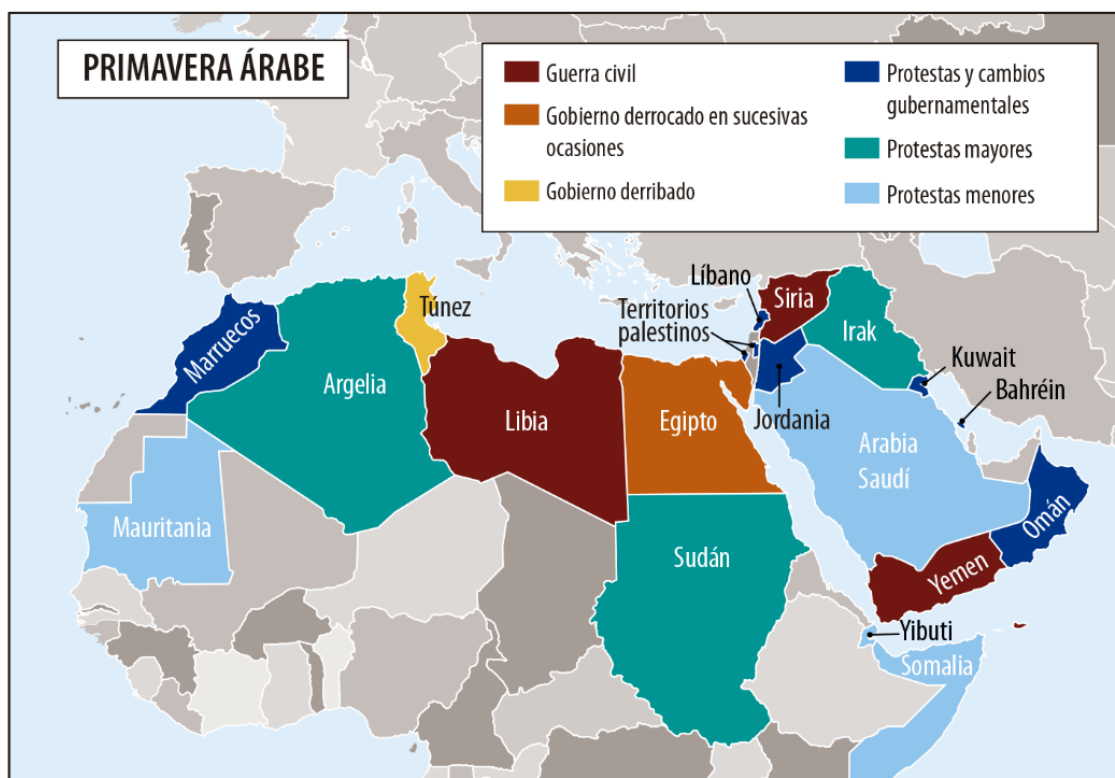 PRIMAVERA ÁRABE
Guerra civil
Gobierno derrocado en sucesivas
ocasiones
Gobierno derribado
Protestas y cambios
gubernamentales
Protestas mayores
Protestas menores
Líbano
Siria
Túnez
Territorios
palestinos
Irak
Marruecos
Kuwait
Argelia
Bahréin
Libia
Egipto
Jordania
Arabia
Saudí
Mauritania
Omán
Sudán
Yemen
Yibuti
Somalia